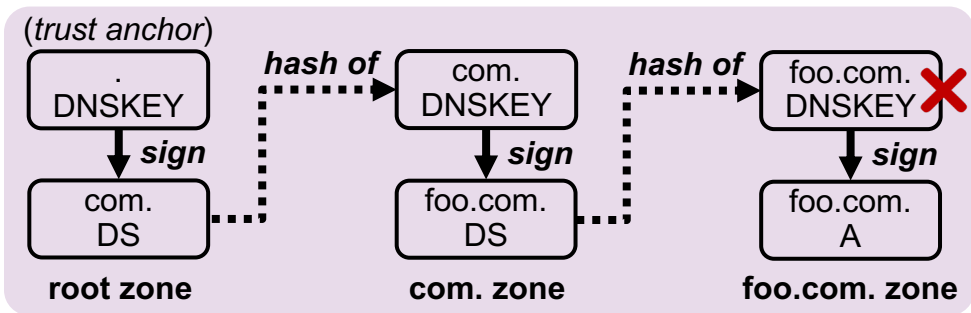 (trust anchor)
.
DNSKEY
sign
com.
DS
root zone
hash of
com.
DNSKEY
sign
foo.com.
DS
com. zone
hash of
foo.com.
DNSKEY
sign
foo.com.
A
foo.com. zone